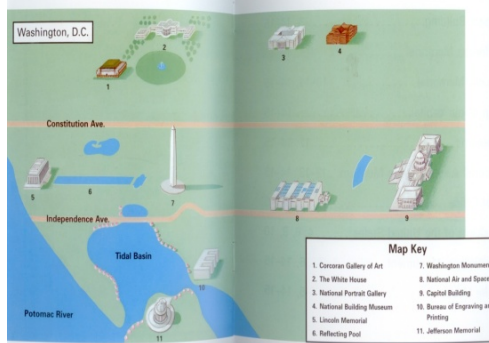 Washington, D.C.
2
1
3
4
Constitution Ave.
5
6
7
8
9
Independence Ave.
Tidal Basin
10
Potomac River
11
Map Key
1. Corcoran Gallery of Art
2. The White House
3. National Portrait Gallery
4. National Building Museum
5. Lincoln Memorial
6. Reflecting Pool
7. Washington Monumen
8. National Air and Space
9. Capitol Building
10. Bureau of Engraving an
Printing
11. Jefferson Memorial